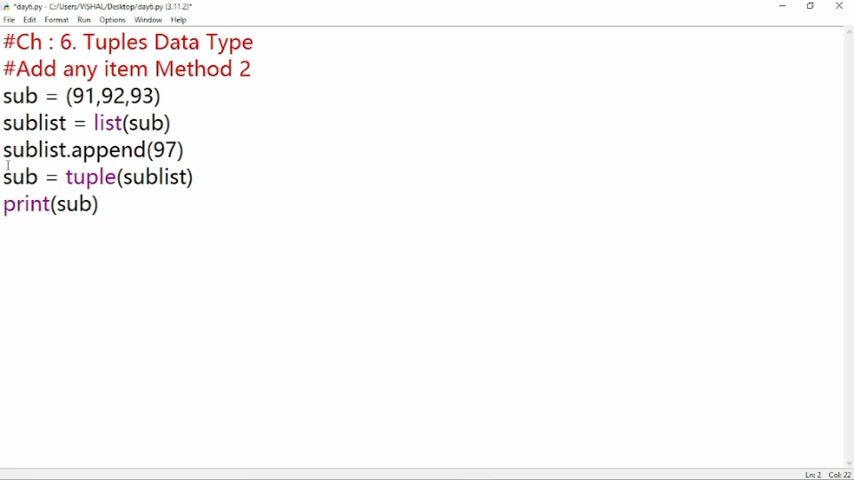 *day6.py - C:/Users/VISHAL/Desktop/day6.py (3.11.2)*
File Edit Format Run Options Window Help
#Ch : 6. Tuples Data Type
#Add any item Method 2
sub = (91,92,93)
sublist = list(sub)
sublist.append(97)
sub = tuple(sublist)
print(sub)
Ln: 2 Col: 22